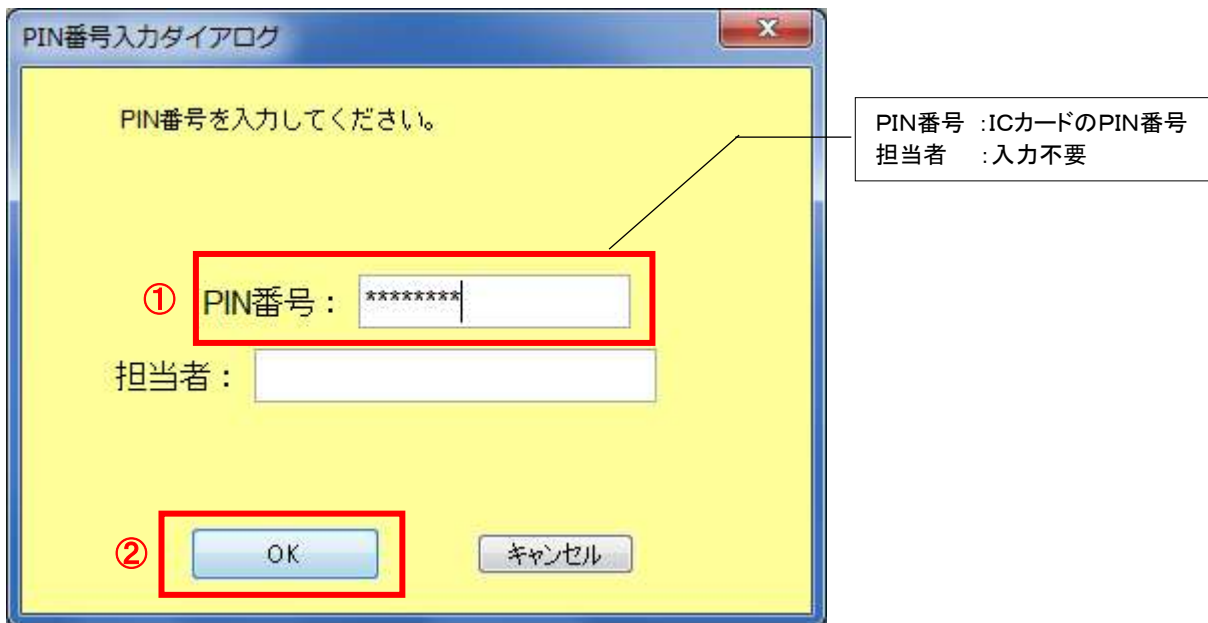 PIN番号入力ダイアログ
PIN番号を入力してください。
PIN番号 :ICカードのPIN番号
担当者 :入力不要
① PIN番号: ********
担当者:
② OK キャンセル